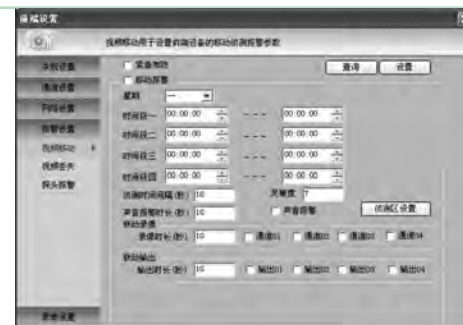 前端设置
视频移动用于设置前端设备的移动侦测报警参数
本机设置
通道设置
网络设置
报警设置
视频移动
视频丢失
探头报警
录像设置
紧急布防
移动报警
查询 设置
星期 --
时间段一 00:00:00 --- 00:00:00
时间段二 00:00:00 --- 00:00:00
时间段三 00:00:00 --- 00:00:00
时间段四 00:00:00 --- 00:00:00
侦测时间间隔(秒) 10 灵敏度 7
声音报警时长(秒) 10 声音报警 侦测区设置
联动录像
录像时长(秒) 10 通道01 通道02 通道03 通道04
联动输出
输出时长(秒) 10 输出01 输出02 输出03 输出04